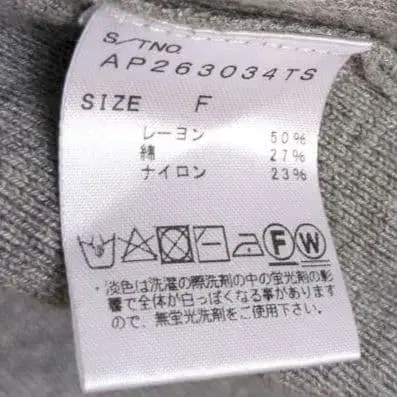 S/TNO.
AP263034TS
SIZE F
レーヨン 50%
綿 27%
ナイロン 23%
F W
・淡色は洗濯の際洗剤の中の蛍光剤の影
響で全体が白っぽくなる事があります
ので、無蛍光洗剤をご使用下さい。